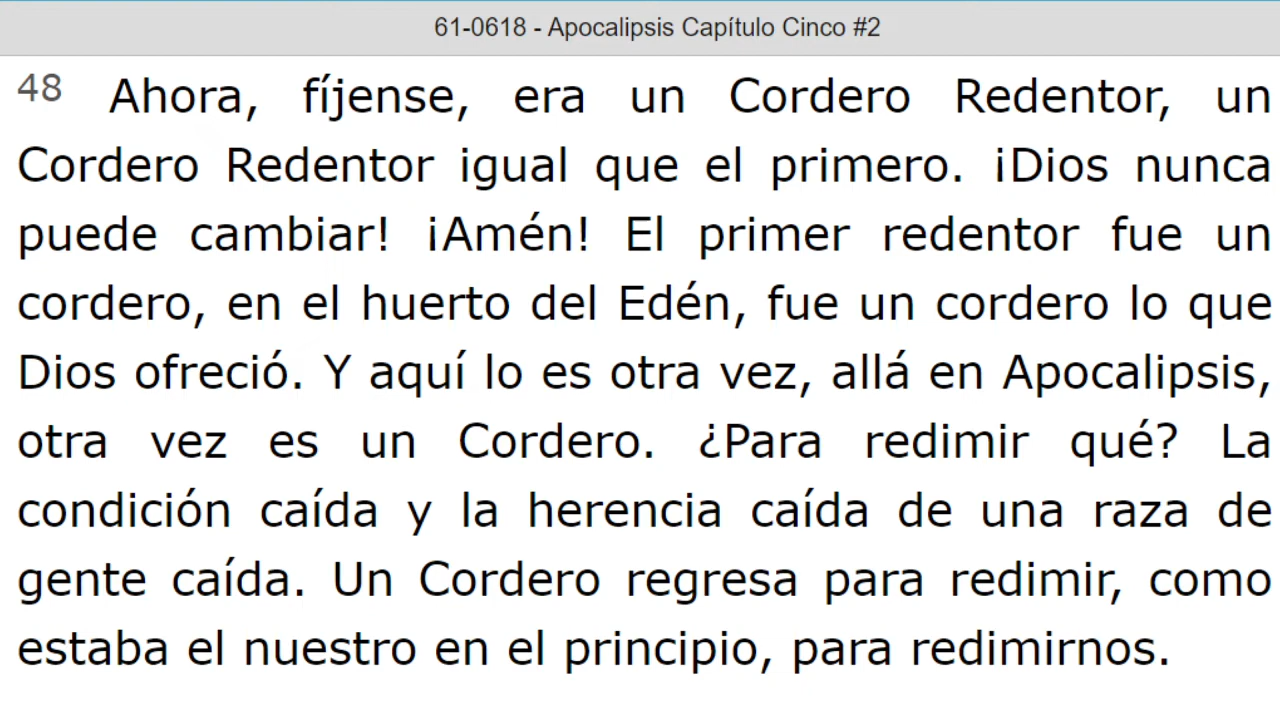 61-0618 - Apocalipsis Capítulo Cinco #2
48 Ahora, fíjense, era un Cordero Redentor, un
Cordero Redentor igual que el primero. ¡Dios nunca
puede cambiar! ¡Amén! El primer redentor fue un
cordero, en el huerto del Edén, fue un cordero lo que
Dios ofreció. Y aquí lo es otra vez, allá en Apocalipsis,
otra vez es un Cordero. ¿Para redimir qué? La
condición caída y la herencia caída de una raza de
gente caída. Un Cordero regresa para redimir, como
estaba el nuestro en el principio, para redimirnos.